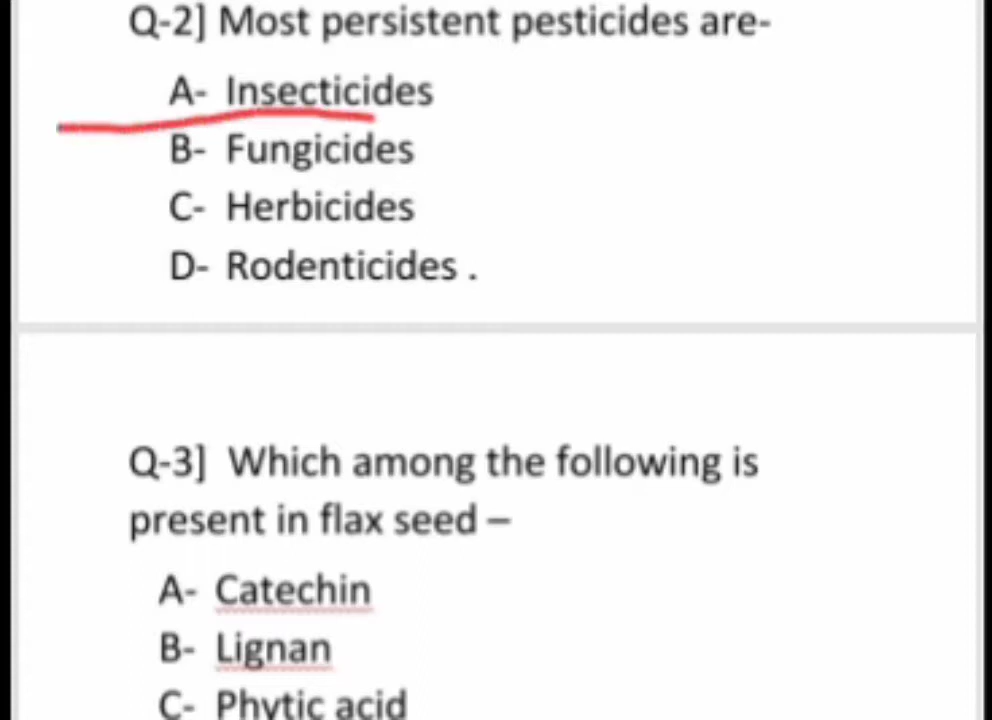 Q-2] Most persistent pesticides are-
A- Insecticides
B- Fungicides
C- Herbicides
D- Rodenticides .
Q-3] Which among the following is
present in flax seed –
A- Catechin
B- Lignan
C- Phytic acid